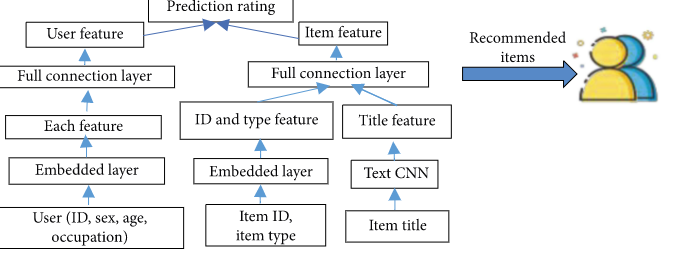 Prediction rating
User feature
Item feature
Recommended
items
Full connection layer
Full connection layer
Each feature
ID and type feature
Title feature
Embedded layer
Embedded layer
Text CNN
User (ID, sex, age,
occupation)
Item ID,
item type
Item title